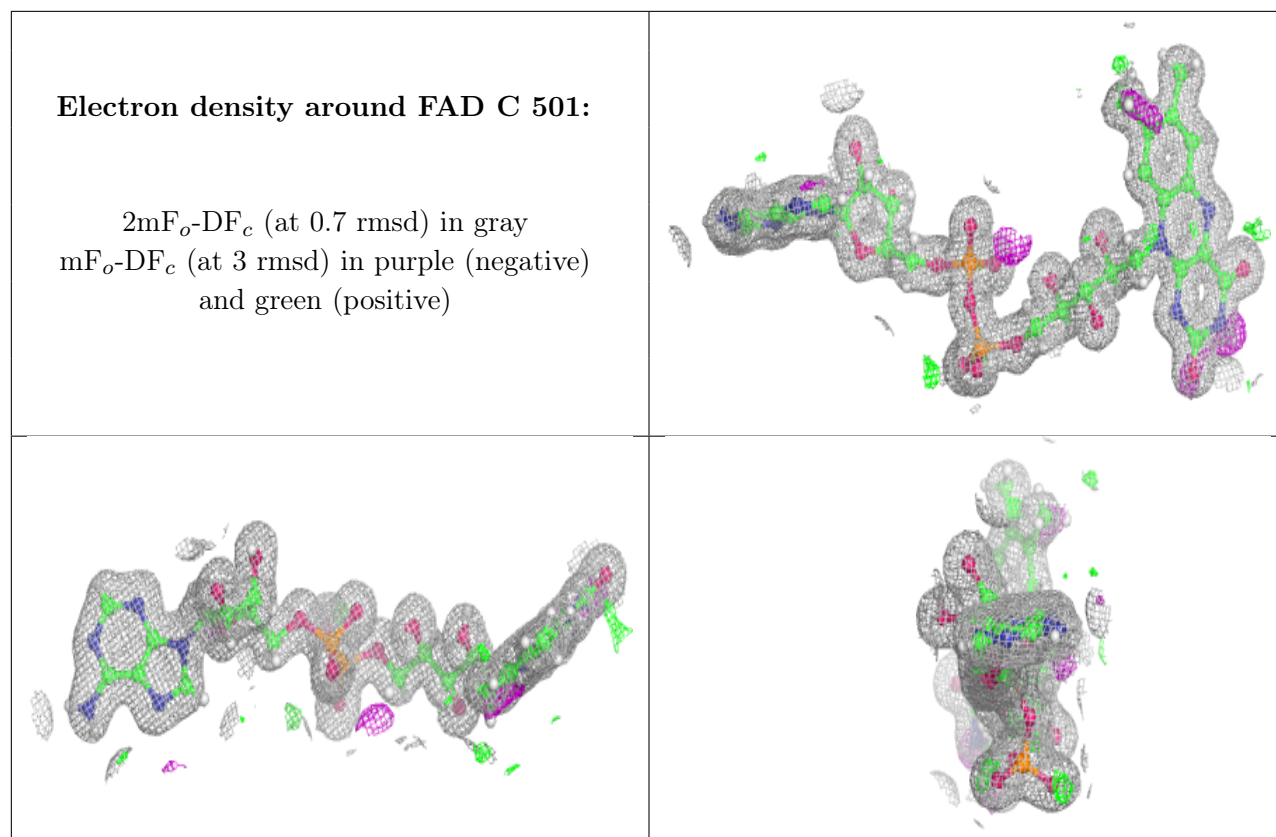 Electron density around FAD C 501:
2mFo-DFc (at 0.7 rmsd) in gray
mFo-DFc (at 3 rmsd) in purple (negative)
and green (positive)